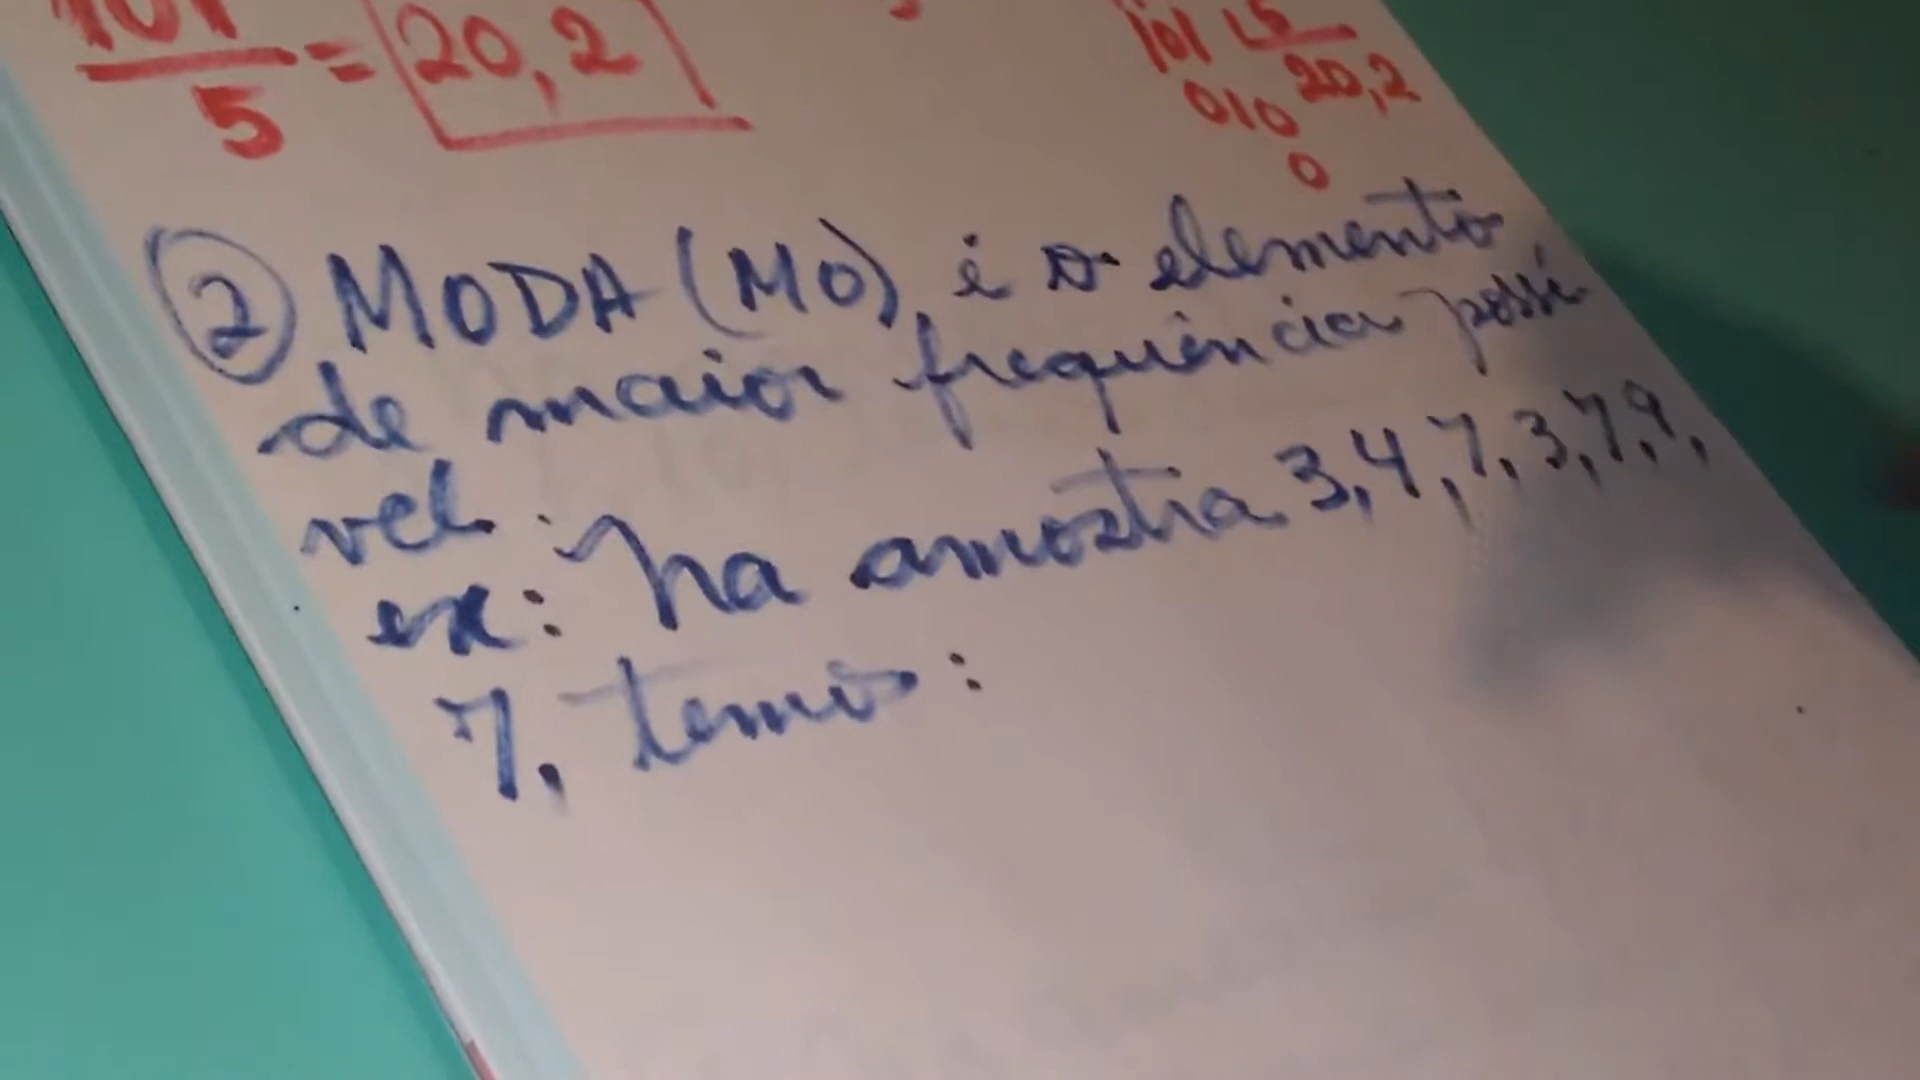 101 / 5 = 20,2
101 5
010 20,2
0
2 MODA (MO), é o elemento
de maior frequência possí-
vel.
ex: Na amostra 3,4,7,3,7,9,
7, temos: